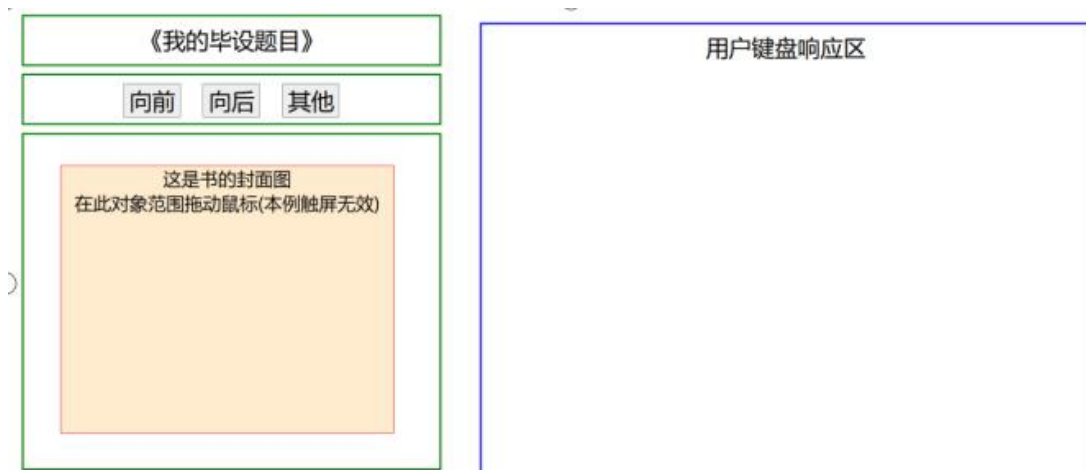 《我的毕设题目》
向前 向后 其他
这是书的封面图
在此对象范围拖动鼠标(本例触屏无效)
用户键盘响应区